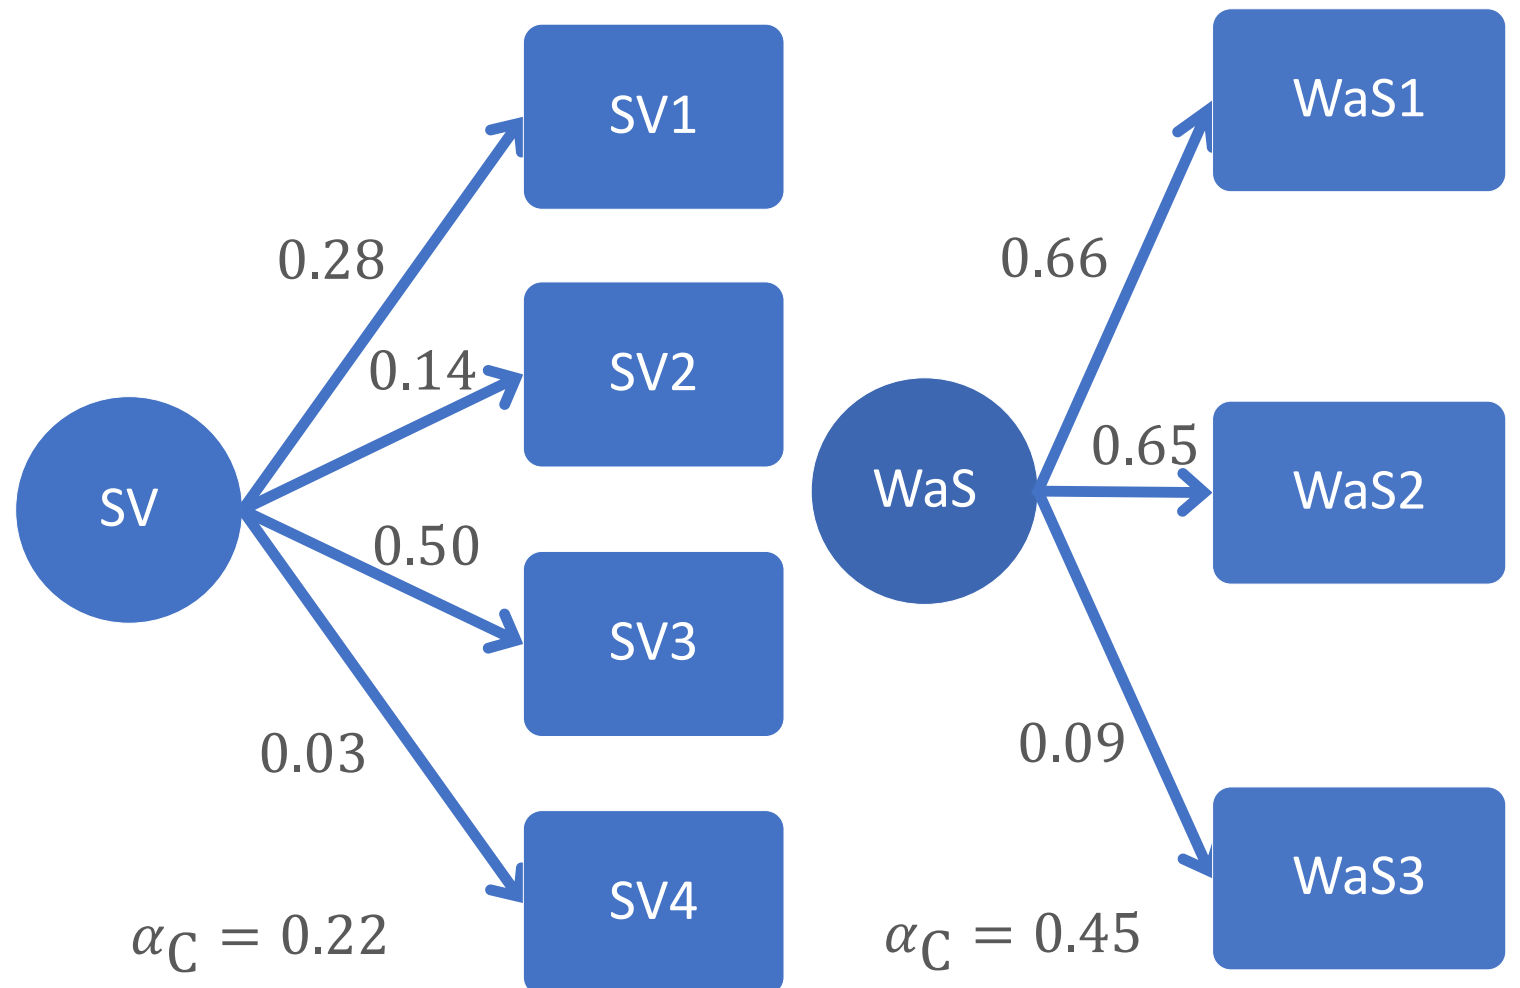 SV
0.28
0.14
0.50
0.03
SV1
SV2
SV3
SV4
αC = 0.22
WaS
0.66
0.65
0.09
WaS1
WaS2
WaS3
αC = 0.45